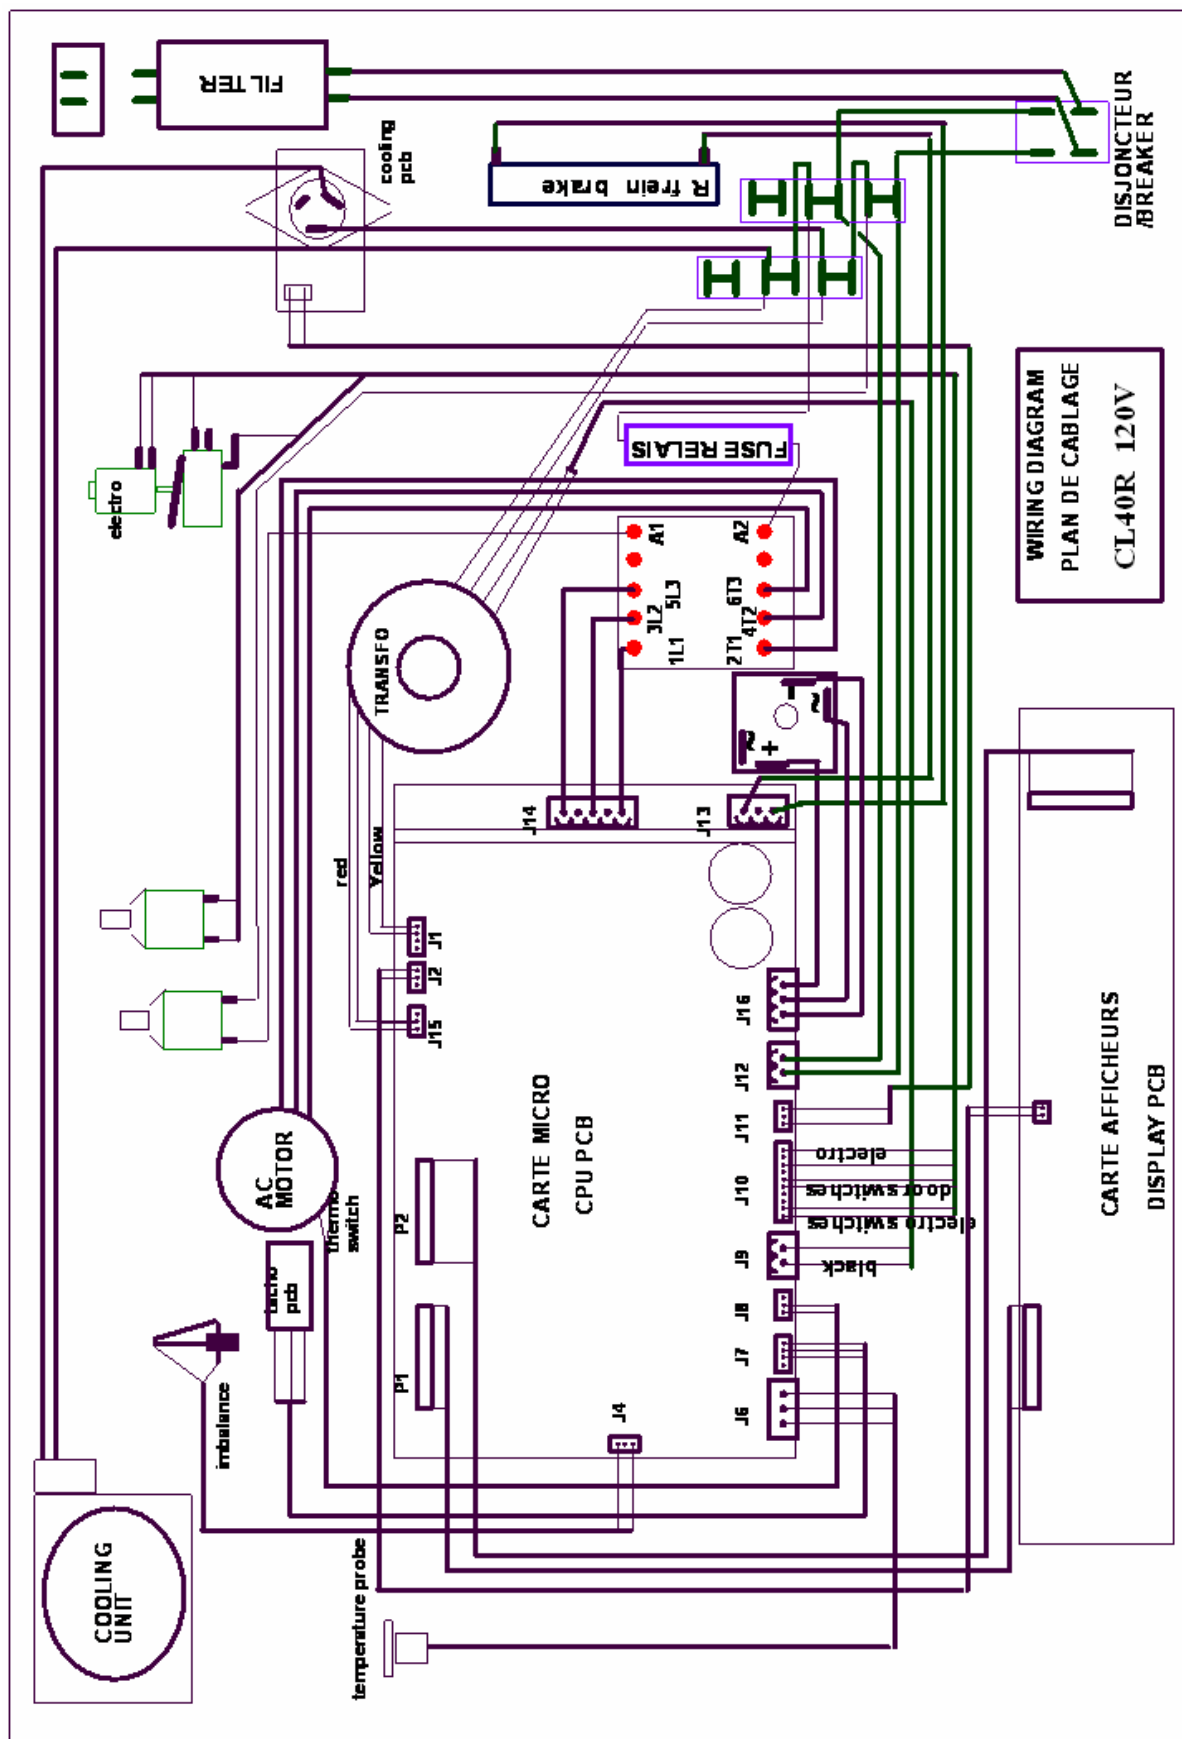 FILTER
DISJONCTEUR
/BREAKER
cooling
pcb
R frein brake
WIRING DIAGRAM
PLAN DE CABLAGE
CL40R 120V
electro
FUSE RELAIS
TRANSFO
A1
5L3
3L2
1L1
A2
6T3
4T2
2T1
~
-
+
~
J14
J13
red
Yellow
J1
J2
J15
J16
J12
J11
J10
J9
J8
J7
J6
J4
P2
P1
CARTE MICRO
CPU PCB
electro
door switches
electro switches
black
AC
MOTOR
thermo
switch
tacho
pcb
imbalance
COOLING
UNIT
temperature probe
CARTE AFFICHEURS
DISPLAY PCB